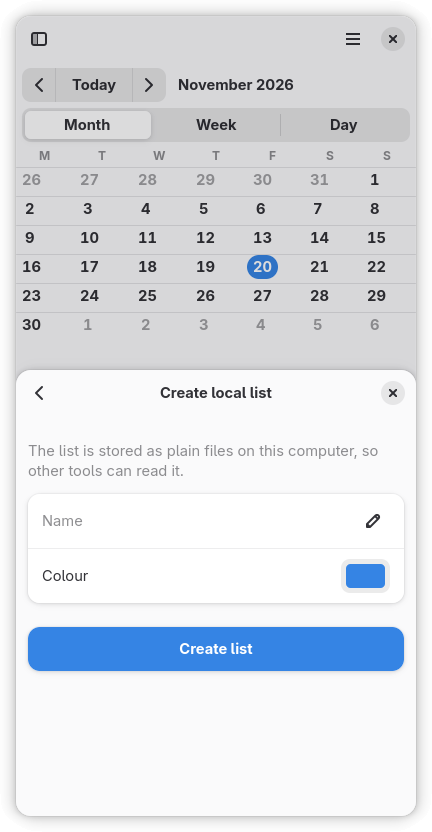 Today
November 2026
Month Week Day
M T W T F S S
26 27 28 29 30 31 1
2 3 4 5 6 7 8
9 10 11 12 13 14 15
16 17 18 19 20 21 22
23 24 25 26 27 28 29
30 1 2 3 4 5 6
Create local list
The list is stored as plain files on this computer, so
other tools can read it.
Name
Colour
Create list